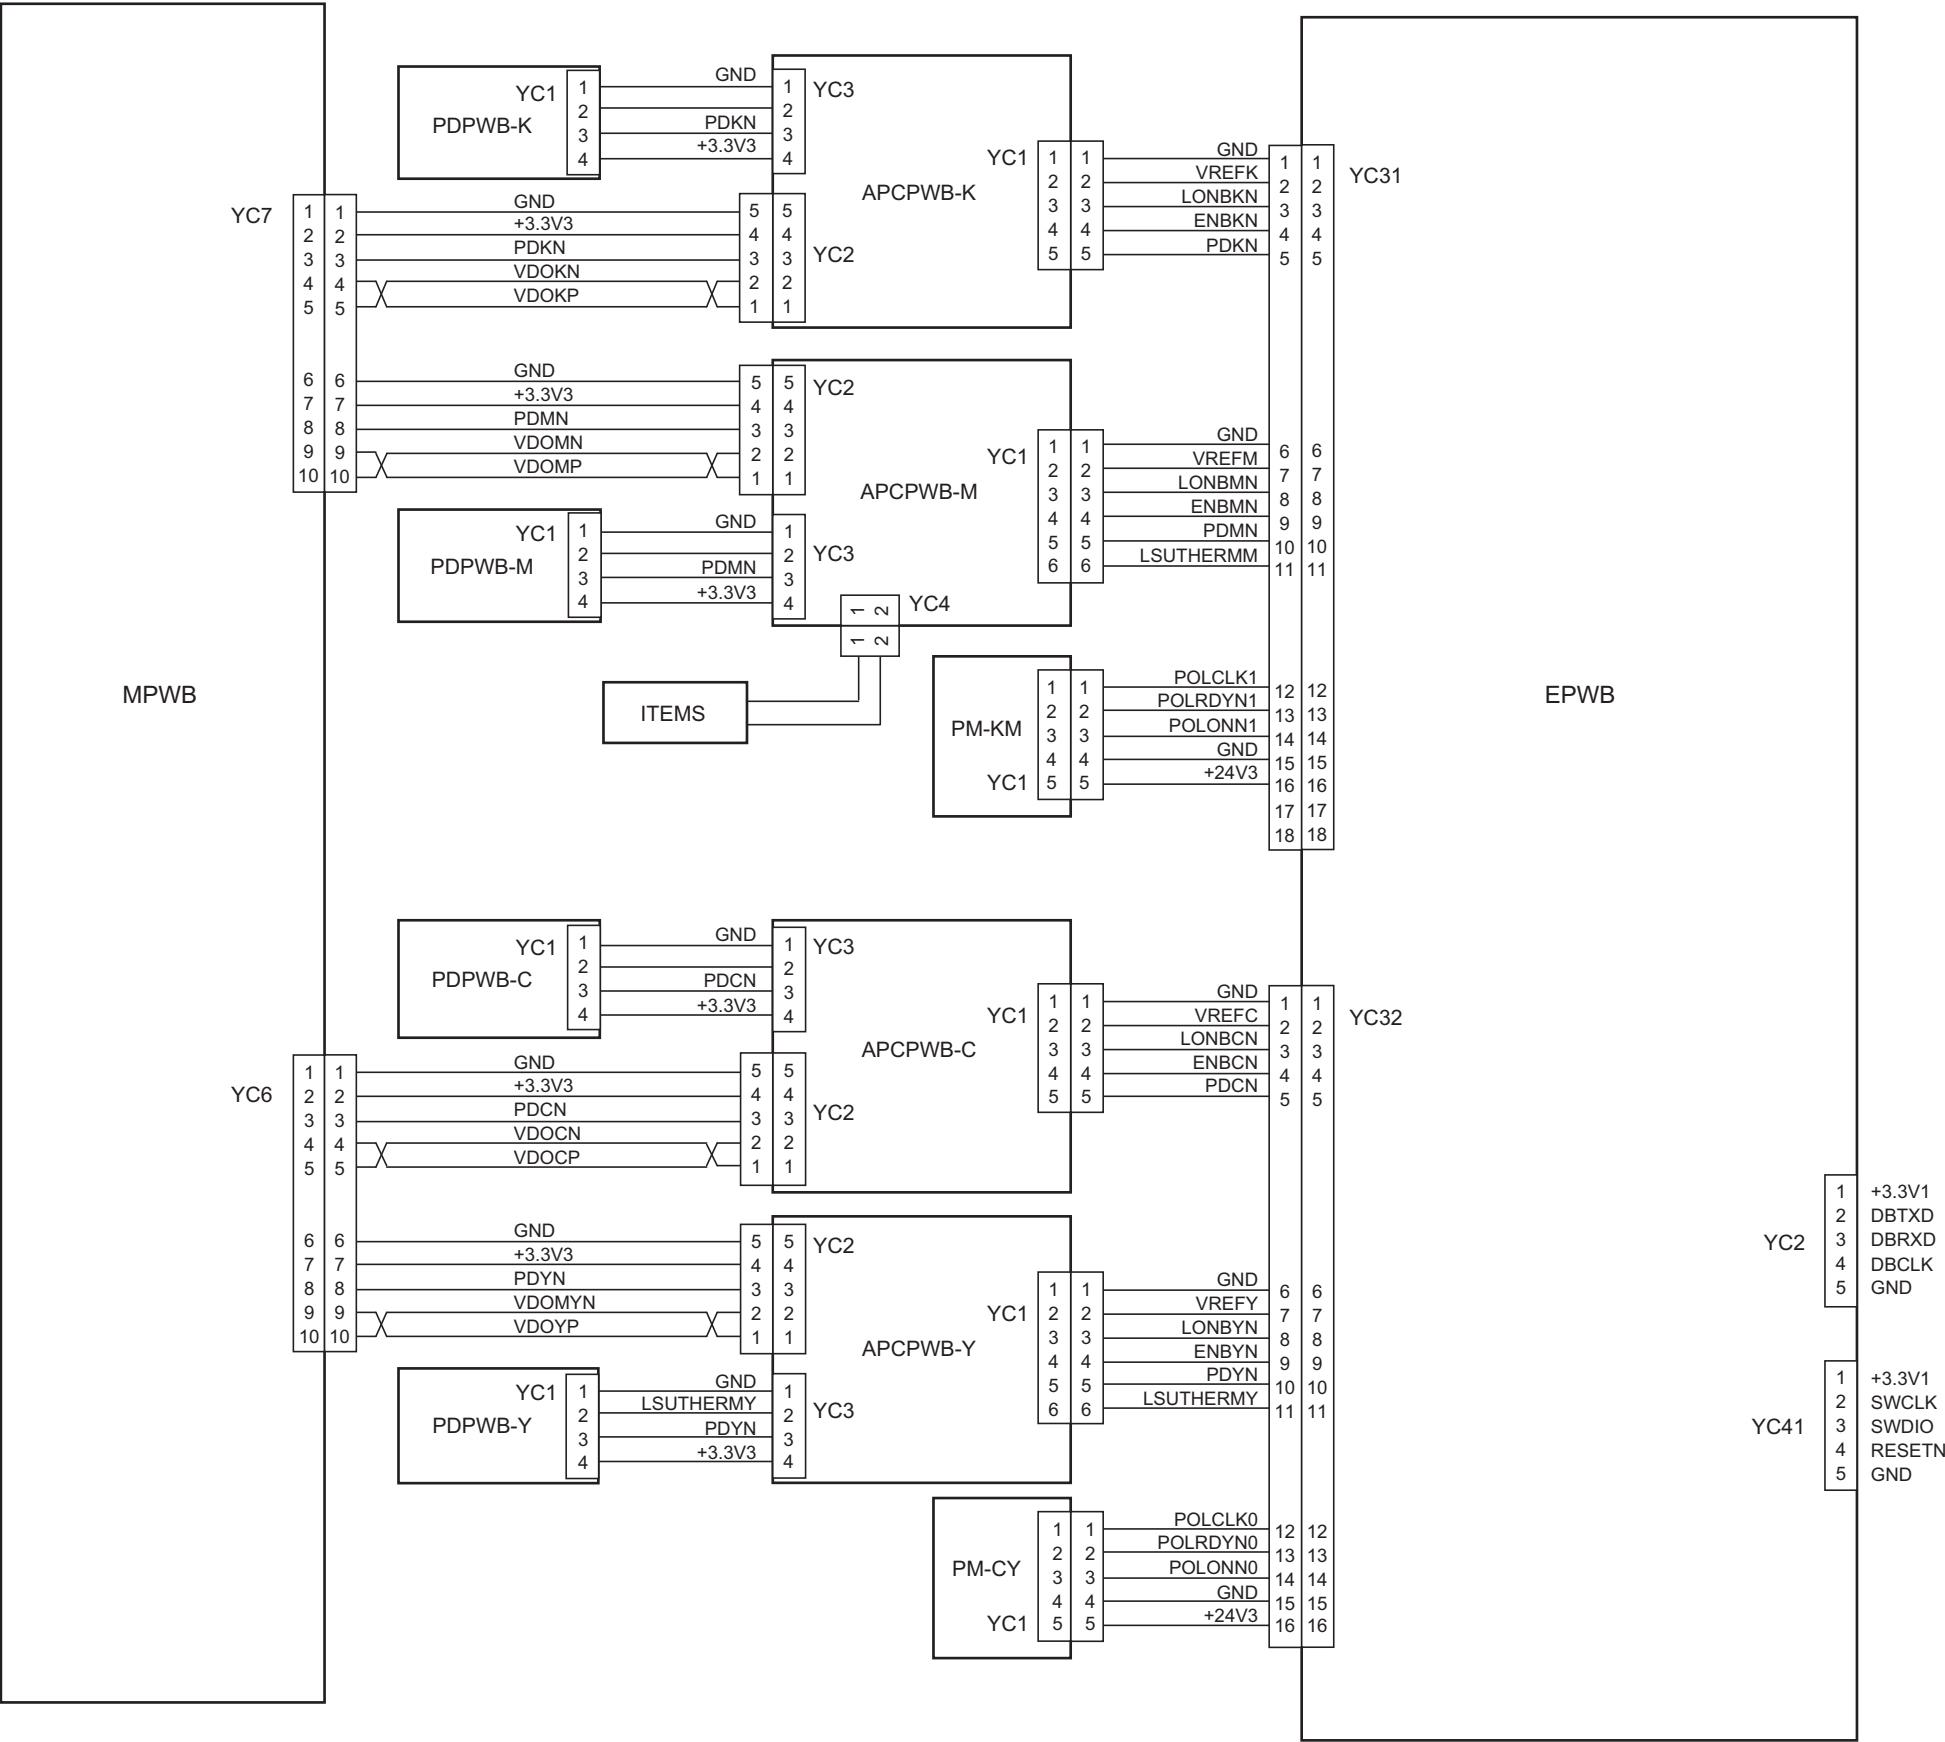 MPWB
EPWB
YC1
PDPWB-K
1
2
3
4
GND
PDKN
+3.3V3
1
2
3
4
YC3
APCPWB-K
YC7
1 1
2 2
3 3
4 4
5 5
GND
+3.3V3
PDKN
VDOKN
VDOKP
5 5
4 4
3 3
2 2
1 1
YC2
YC1
1 1
2 2
3 3
4 4
5 5
GND
VREFK
LONBKN
ENBKN
PDKN
1 1
2 2
3 3
4 4
5 5
YC31
6 6
7 7
8 8
9 9
10 10
GND
+3.3V3
PDMN
VDOMN
VDOMP
5 5
4 4
3 3
2 2
1 1
YC2
APCPWB-M
YC1
1 1
2 2
3 3
4 4
5 5
6 6
GND
VREFM
LONBMN
ENBMN
PDMN
LSUTHERMM
6 6
7 7
8 8
9 9
10 10
11 11
YC1
PDPWB-M
1
2
3
4
GND
PDMN
+3.3V3
1
2
3
4
YC3
1 2
1 2
YC4
ITEMS
PM-KM
YC1
1 1
2 2
3 3
4 4
5 5
POLCLK1
POLRDYN1
POLONN1
GND
+24V3
12 12
13 13
14 14
15 15
16 16
17 17
18 18
YC1
PDPWB-C
1
2
3
4
GND
PDCN
+3.3V3
1
2
3
4
YC3
APCPWB-C
YC1
1 1
2 2
3 3
4 4
5 5
GND
VREFC
LONBCN
ENBCN
PDCN
1 1
2 2
3 3
4 4
5 5
YC32
YC6
1 1
2 2
3 3
4 4
5 5
GND
+3.3V3
PDCN
VDOCN
VDOCP
5 5
4 4
3 3
2 2
1 1
YC2
6 6
7 7
8 8
9 9
10 10
GND
+3.3V3
PDYN
VDOMYN
VDOYP
5 5
4 4
3 3
2 2
1 1
YC2
APCPWB-Y
YC1
1 1
2 2
3 3
4 4
5 5
6 6
GND
VREFY
LONBYN
ENBYN
PDYN
LSUTHERMY
6 6
7 7
8 8
9 9
10 10
11 11
YC1
PDPWB-Y
1
2
3
4
GND
LSUTHERMY
PDYN
+3.3V3
1
2
3
4
YC3
PM-CY
YC1
1 1
2 2
3 3
4 4
5 5
POLCLK0
POLRDYN0
POLONN0
GND
+24V3
12 12
13 13
14 14
15 15
16 16
YC2
1 +3.3V1
2 DBTXD
3 DBRXD
4 DBCLK
5 GND
YC41
1 +3.3V1
2 SWCLK
3 SWDIO
4 RESETN
5 GND